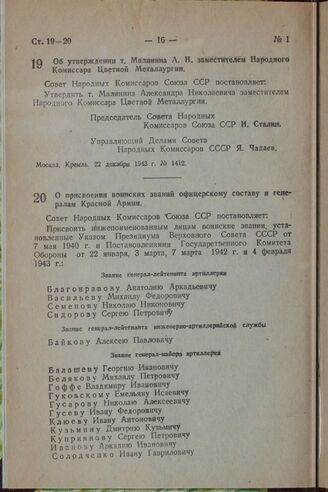 Ст. 19—20 — 16 — № 1
19 Об утверждении т. Малинина А. Н. заместителем Народного
Комиссара Цветной Металлургии.
Совет Народных Комиссаров Союза ССР постановляет:
Утвердить т. Малинина Александра Николаевича заместителем
Народного Комиссара Цветной Металлургии.
Председатель Совета Народных
Комиссаров Союза ССР И. Сталин.
Управляющий Делами Совета
Народных Комиссаров СССР Я. Чадаев.
Москва, Кремль. 22 декабря 1943 г. № 1412.
20 О присвоении воинских званий офицерскому составу и гене-
ралам Красной Армии.
Совет Народных Комиссаров Союза ССР постановляет:
Присвоить нижепоименованным лицам воинские звания, уста-
новленные Указом Президиума Верховного Совета СССР от
7 мая 1940 г. и Постановлениями Государственного Комитета
Обороны от 22 января, 3 марта, 7 марта 1942 г. и 4 февраля
1943 г.:
Звание генерал-лейтенанта артиллерии
Благонравову Анатолию Аркадьевичу
Васильеву Михаилу Федоровичу
Семенову Николаю Никоновичу
Сидорову Сергею Петровичу
Звание генерал-лейтенанта инженерно-артиллерийской службы
Байкову Алексею Павловичу
Звание генерал-майора артиллерии
Балашеву Георгию Ивановичу
Белякову Михаилу Петровичу
Гоффе Владимиру Ивановичу
Гуковскому Емельяну Исаевичу
Гусарову Николаю Алексеевичу
Гусеву Ивану Федоровичу
Клюеву Ивану Антоновичу
Кузьмину Дмитрию Кузьмичу
Куприянову Сергею Петровичу
Иванову Аркадию Ивановичу
Солодченко Ивану Гавриловичу